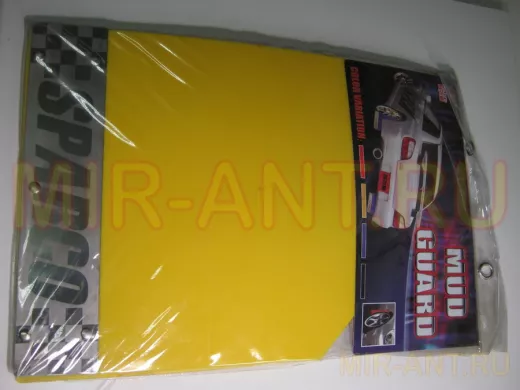 SPARCO
COLOR VARIATION
MUD
GUARD
MIR-ANT.RU
MIR-ANT.RU